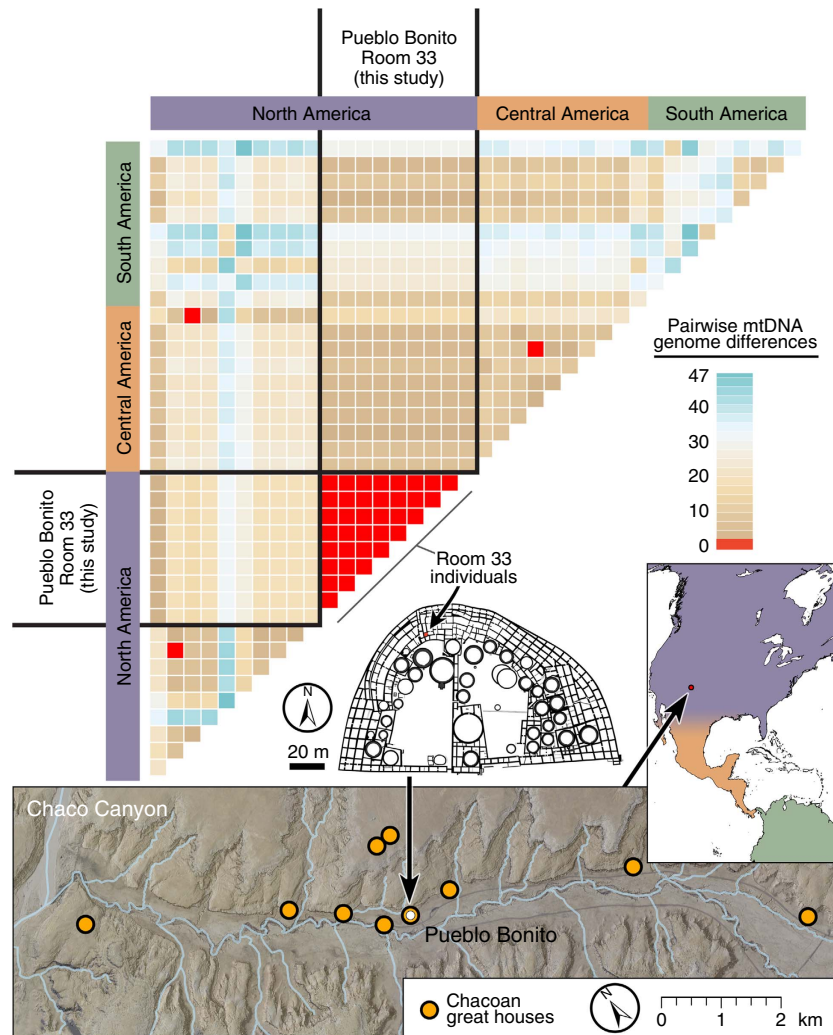 Pueblo Bonito
Room 33
(this study)
North America
Central America
South America
South America
Central America
North America
Pueblo Bonito
Room 33
(this study)
Pairwise mtDNA
genome differences
47
40
30
20
10
0
Room 33
individuals
N
20 m
Chaco Canyon
Pueblo Bonito
Chacoan
great houses
N
0 1 2
km